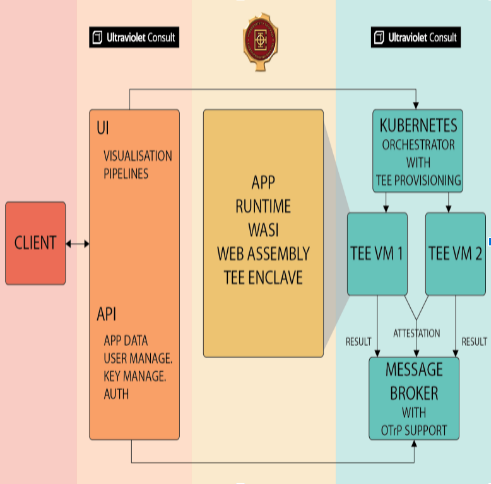 Ultraviolet Consult
Ultraviolet Consult
CLIENT
UI
VISUALISATION
PIPELINES
API
APP DATA
USER MANAGE.
KEY MANAGE.
AUTH
APP
RUNTIME
WASI
WEB ASSEMBLY
TEE ENCLAVE
KUBERNETES
ORCHESTRATOR
WITH
TEE PROVISIONING
TEE VM 1
TEE VM 2
RESULT
ATTESTATION
RESULT
MESSAGE
BROKER
WITH
OTrP SUPPORT